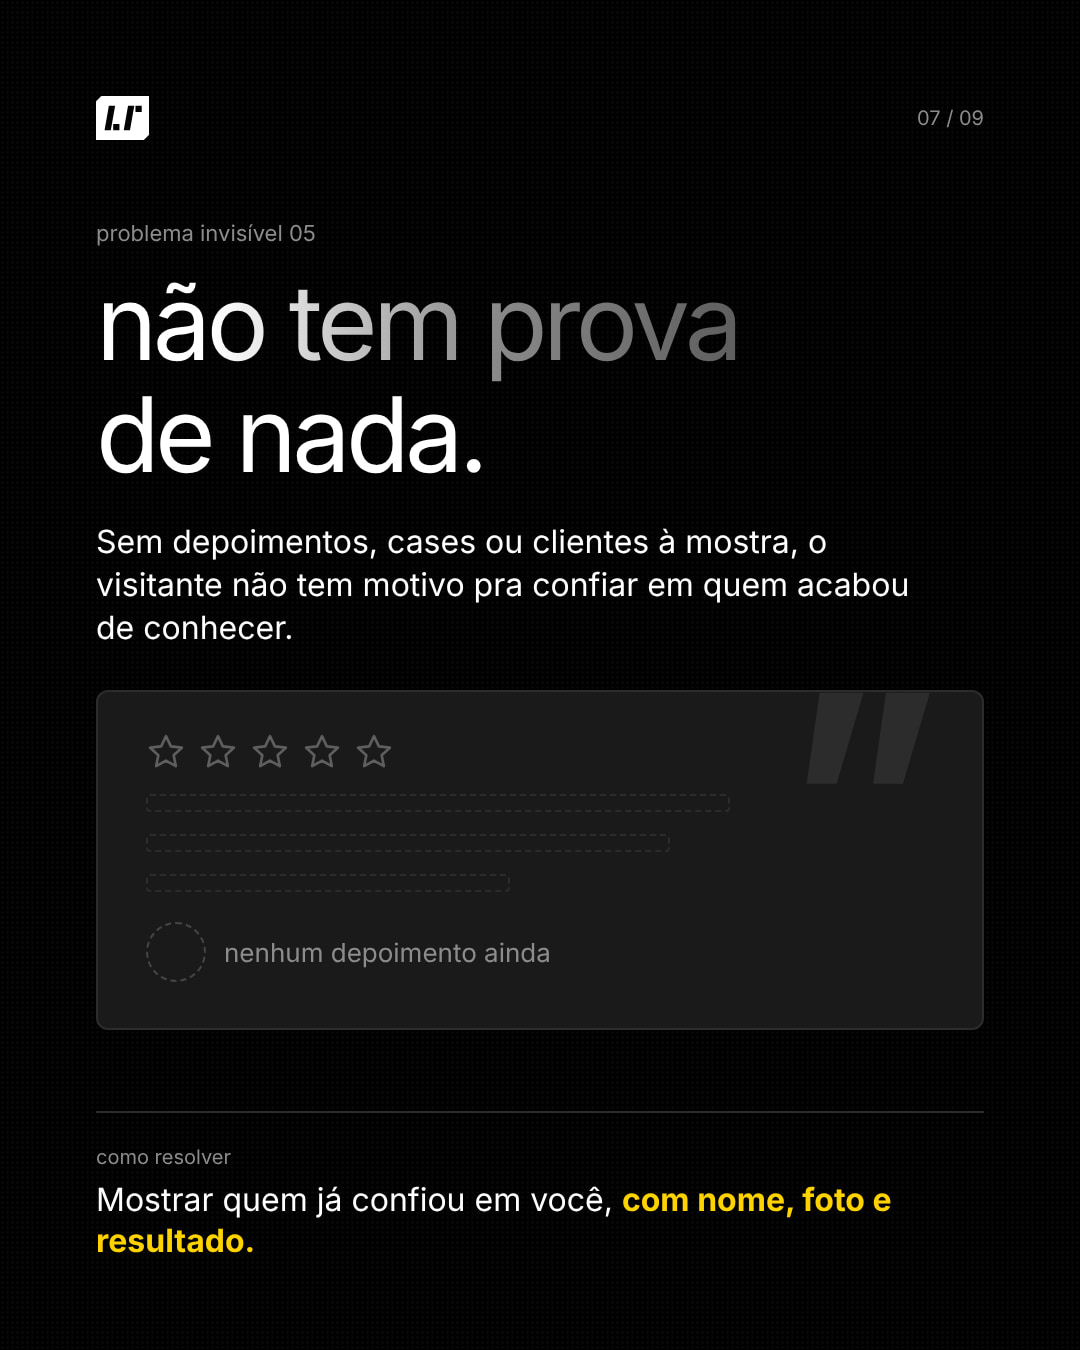 LR
07 / 09
problema invisível 05
não tem prova
de nada.
Sem depoimentos, cases ou clientes à mostra, o
visitante não tem motivo pra confiar em quem acabou
de conhecer.
"
nenhum depoimento ainda
como resolver
Mostrar quem já confiou em você, com nome, foto e
resultado.